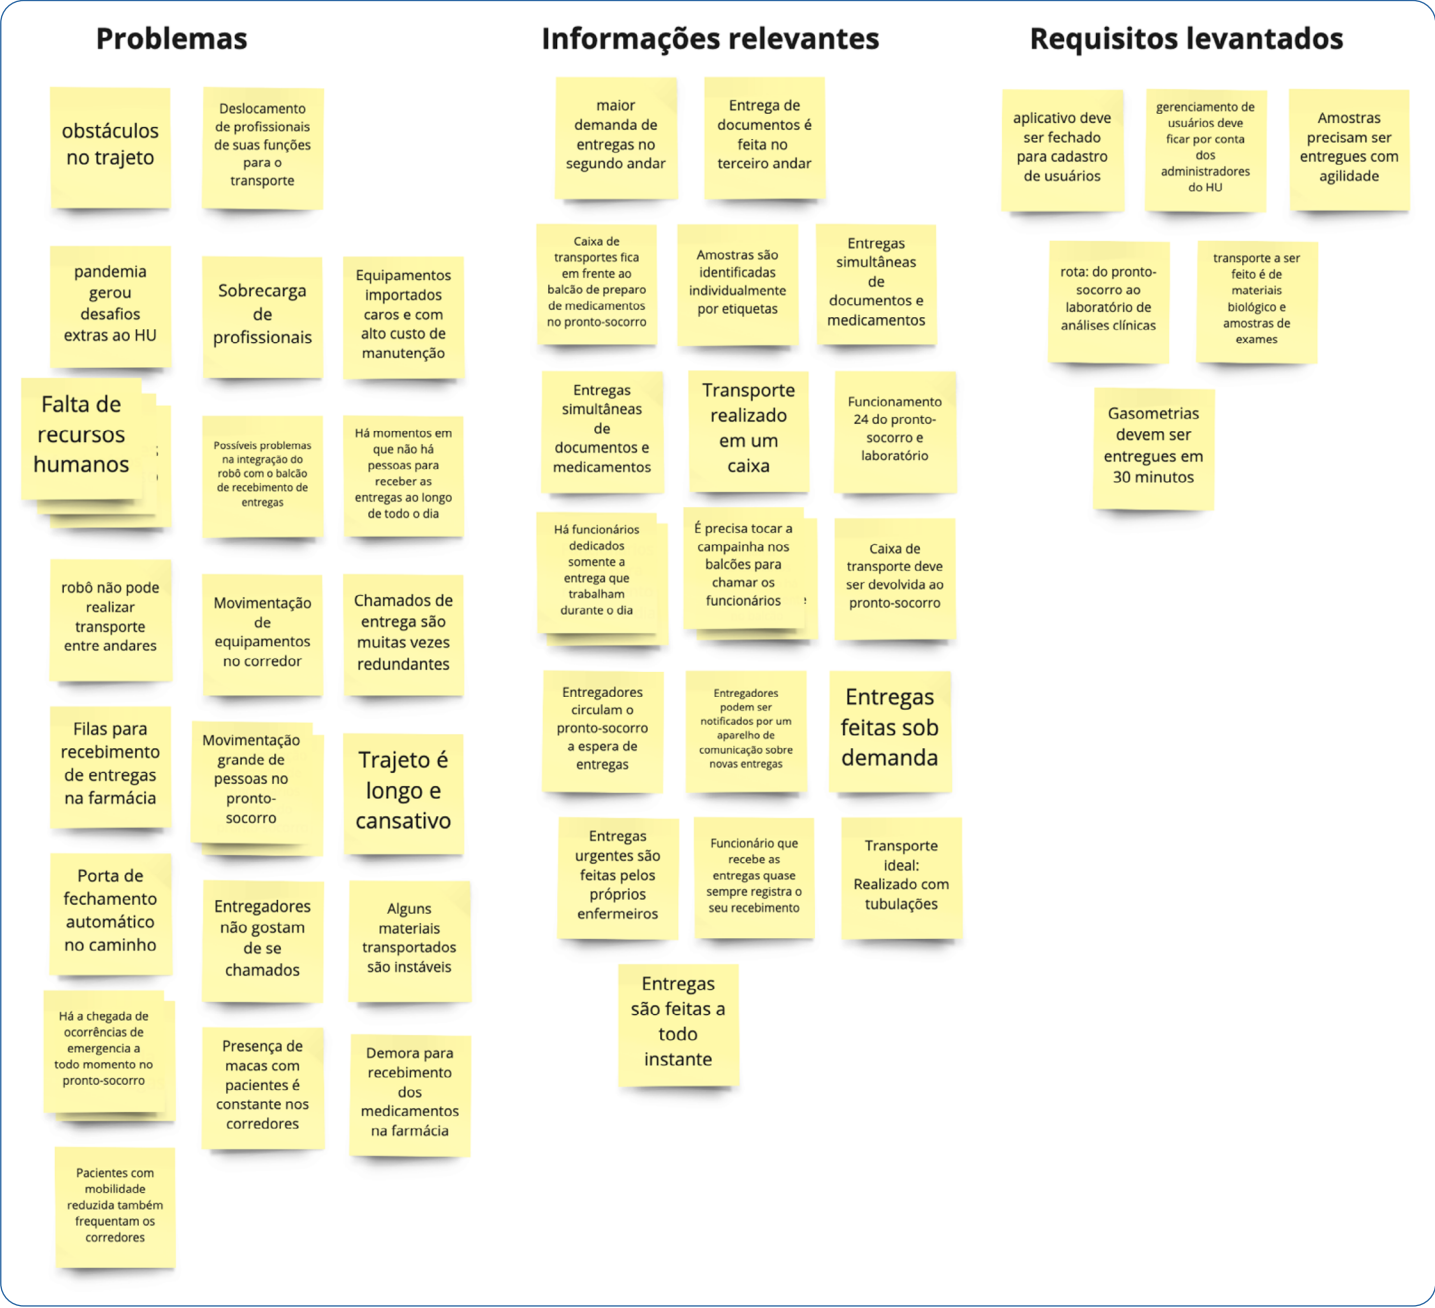 Problemas
obstáculos
no trajeto
Deslocamento
de profissionais
de suas funções
para o
transporte
pandemia
gerou
desafios
extras ao HU
Sobrecarga
de
profissionais
Equipamentos
importados
caros e com
alto custo de
manutenção
Falta de
recursos
humanos
Possíveis problemas
na integração do
robô com o balcão
de recebimento de
entregas
Há momentos em
que não há
pessoas para
receber as
entregas ao longo
de todo o dia
robô não pode
realizar
transporte
entre andares
Movimentação
de
equipamentos
no corredor
Chamados de
entrega são
muitas vezes
redundantes
Filas para
recebimento
de entregas
na farmácia
Movimentação
grande de
pessoas no
pronto-
socorro
Trajeto é
longo e
cansativo
Porta de
fechamento
automático
no caminho
Entregadores
não gostam
de se
chamados
Alguns
materiais
transportados
são instáveis
Há a chegada de
ocorrências de
emergencia a
todo momento no
pronto-socorro
Presença de
macas com
pacientes é
constante nos
corredores
Demora para
recebimento
dos
medicamentos
na farmácia
Pacientes com
mobilidade
reduzida também
frequentam os
corredores
Informações relevantes
maior
demanda de
entregas no
segundo andar
Entrega de
documentos é
feita no
terceiro andar
Caixa de
transportes fica
em frente ao
balcão de preparo
de medicamentos
no pronto-socorro
Amostras são
identificadas
individualmente
por etiquetas
Entregas
simultâneas
de
documentos e
medicamentos
Entregas
simultâneas
de
documentos e
medicamentos
Transporte
realizado
em um
caixa
Funcionamento
24 do pronto-
socorro e
laboratório
Há funcionários
dedicados
somente a
entrega que
trabalham
durante o dia
É precisa tocar a
campainha nos
balcões para
chamar os
funcionários
Caixa de
transporte deve
ser devolvida ao
pronto-socorro
Entregadores
circulam o
pronto-socorro
a espera de
entregas
Entregadores
podem ser
notificados por um
aparelho de
comunicação sobre
novas entregas
Entregas
feitas sob
demanda
Entregas
urgentes são
feitas pelos
próprios
enfermeiros
Funcionário que
recebe as
entregas quase
sempre registra o
seu recebimento
Transporte
ideal:
Realizado com
tubulações
Entregas
são feitas a
todo
instante
Requisitos levantados
aplicativo deve
ser fechado
para cadastro
de usuários
gerenciamento de
usuários deve
ficar por conta
dos
administradores
do HU
Amostras
precisam ser
entregues com
agilidade
rota: do pronto-
socorro ao
laboratório de
análises clínicas
transporte a ser
feito é de
materiais
biológico e
amostras de
exames
Gasometrias
devem ser
entregues em
30 minutos